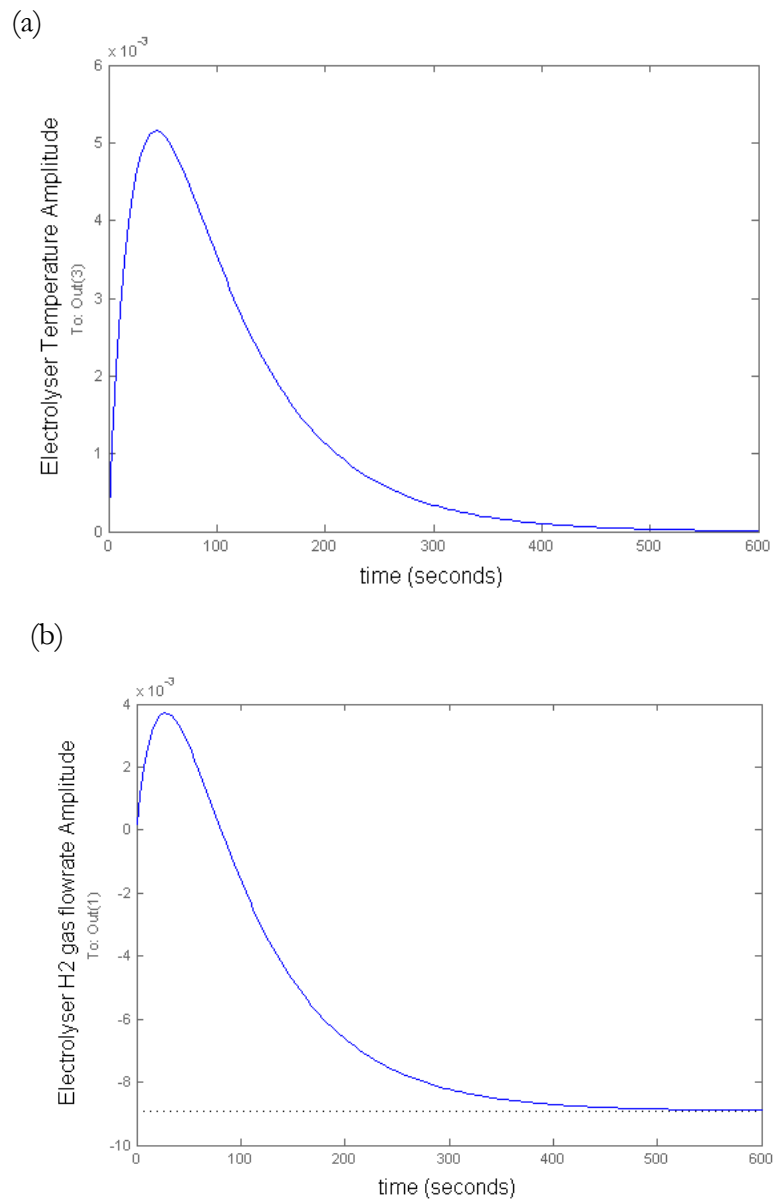 (a)
x 10⁻³
6
5
4
3
2
1
0
Electrolyser Temperature Amplitude
To: Out(3)
0 100 200 300 400 500 600
time (seconds)
(b)
x 10⁻³
4
2
0
-2
-4
-6
-8
-10
Electrolyser H2 gas flowrate Amplitude
To: Out(1)
0 100 200 300 400 500 600
time (seconds)